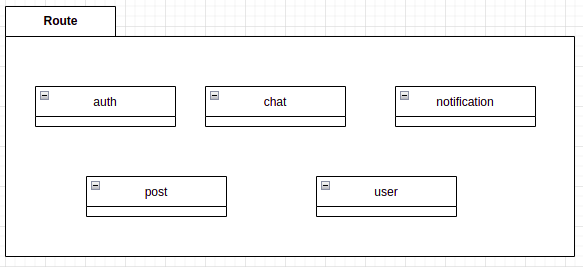 Route
auth
chat
notification
post
user